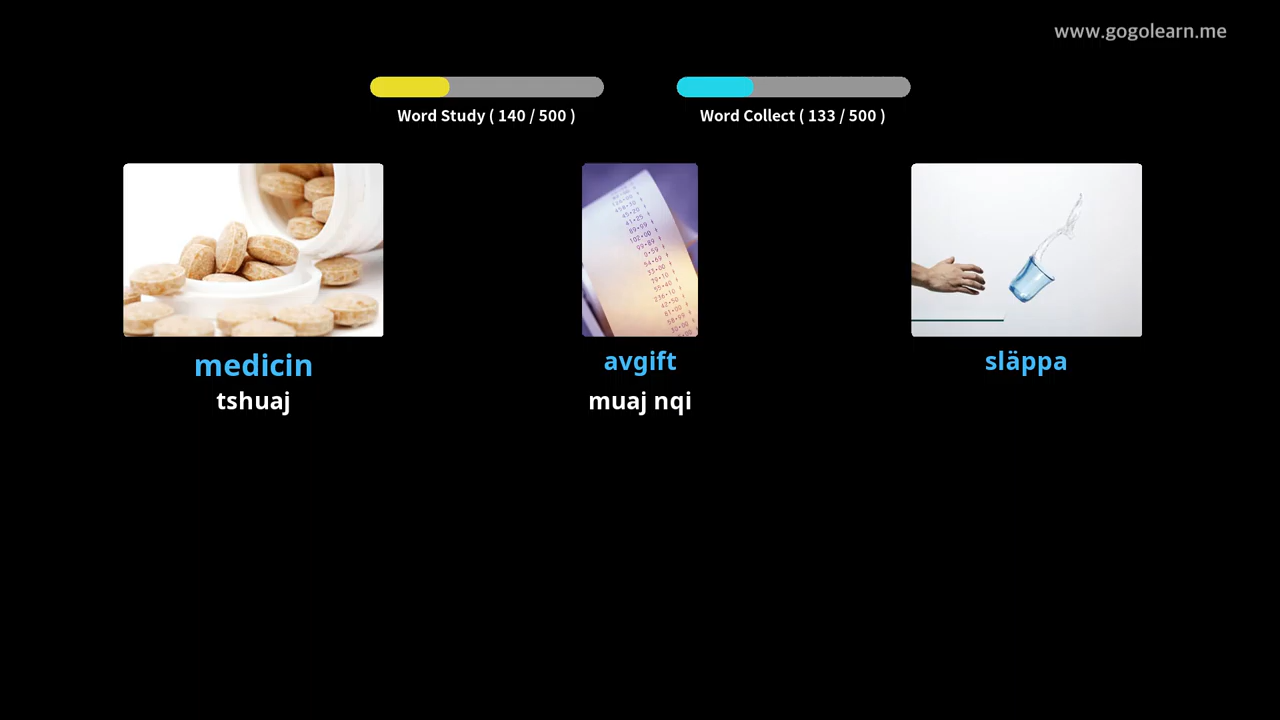 www.gogolearn.me
Word Study ( 140 / 500 )
Word Collect ( 133 / 500 )
medicin
avgift
släppa
tshuaj
muaj nqi